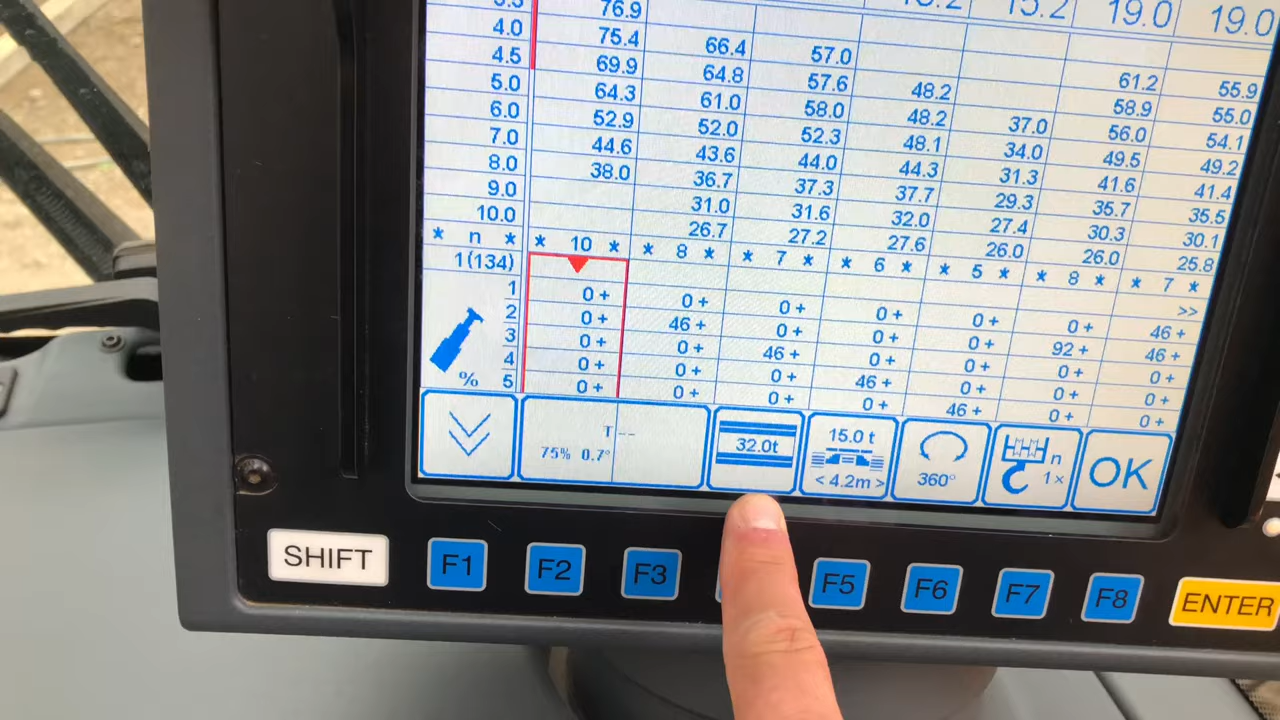 15.2 19.0 19.0
76.9
4.0 75.4 66.4 57.0 61.2 55.9
4.5 69.9 64.8 57.6 48.2 58.9 55.0
5.0 64.3 61.0 58.0 48.2 37.0 56.0 54.1
6.0 52.9 52.0 52.3 48.1 34.0 49.5 49.2
7.0 44.6 43.6 44.0 44.3 31.3 41.6 41.4
8.0 38.0 36.7 37.3 37.7 29.3 35.7 35.5
9.0 31.0 31.6 32.0 27.4 30.3 30.1
10.0 26.7 27.2 27.6 26.0 26.0 25.8
* n * * 10 * * 8 * * 7 * * 6 * * 5 * * 8 * * 7 *
1(134) >>
1 0+ 0+ 0+ 0+ 0+ 0+ 46+
2 0+ 46+ 0+ 0+ 0+ 92+ 46+
3 0+ 0+ 46+ 0+ 0+ 0+ 0+
4 0+ 0+ 0+ 46+ 0+ 0+ 0+
% 5 0+ 0+ 0+ 0+ 46+ 0+ 0+
T --
75% 0.7°
32.0t
15.0 t
< 4.2m >
360°
n
1×
OK
SHIFT F1 F2 F3 F5 F6 F7 F8 ENTER